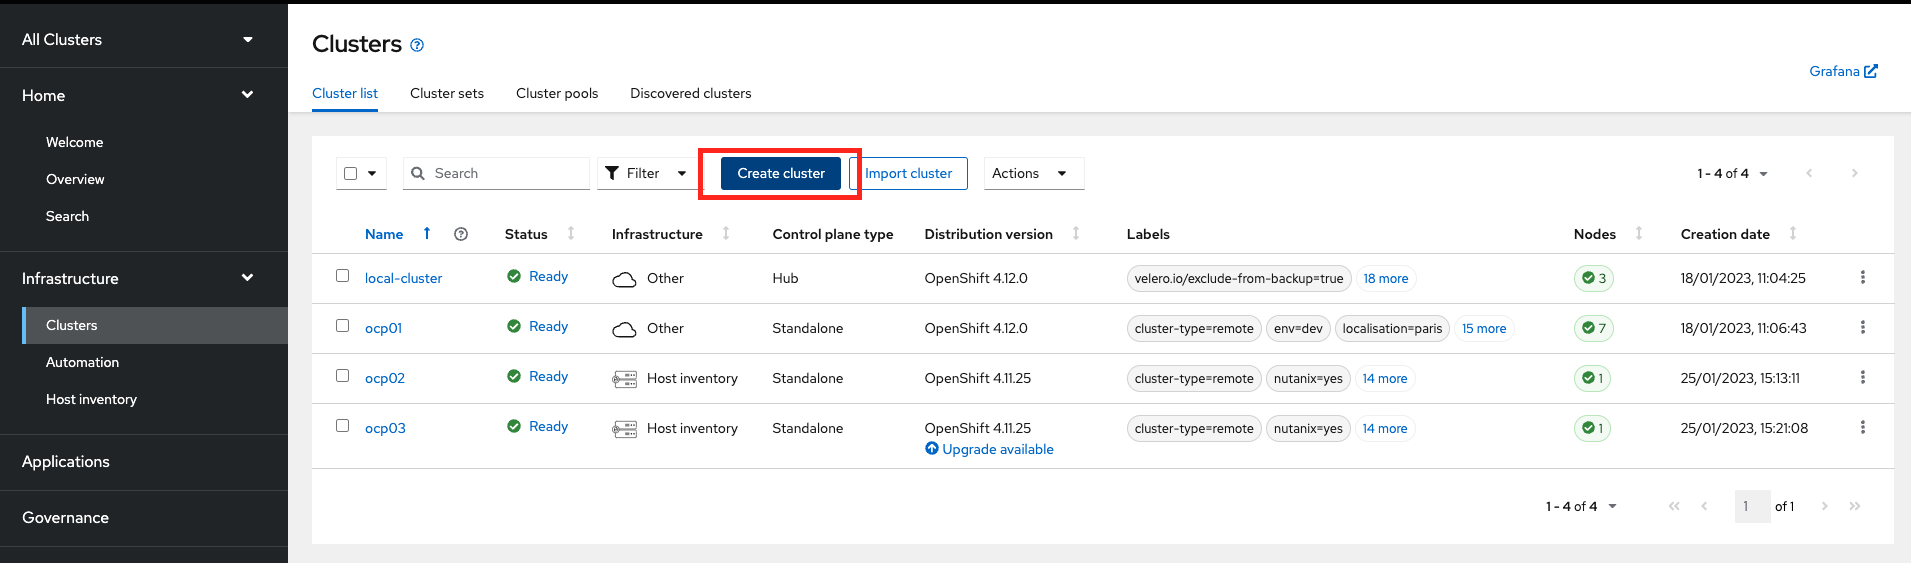 All Clusters
Home
Welcome
Overview
Search
Infrastructure
Clusters
Automation
Host inventory
Applications
Governance
Clusters
Grafana
Cluster list Cluster sets Cluster pools Discovered clusters
Search Filter Create cluster Import cluster Actions 1 - 4 of 4
Name Status Infrastructure Control plane type Distribution version Labels Nodes Creation date
local-cluster Ready Other Hub OpenShift 4.12.0 velero.io/exclude-from-backup=true 18 more 3 18/01/2023, 11:04:25
ocp01 Ready Other Standalone OpenShift 4.12.0 cluster-type=remote env=dev localisation=paris 15 more 7 18/01/2023, 11:06:43
ocp02 Ready Host inventory Standalone OpenShift 4.11.25 cluster-type=remote nutanix=yes 14 more 1 25/01/2023, 15:13:11
ocp03 Ready Host inventory Standalone OpenShift 4.11.25 cluster-type=remote nutanix=yes 14 more 1 25/01/2023, 15:21:08
Upgrade available
1 - 4 of 4 1 of 1